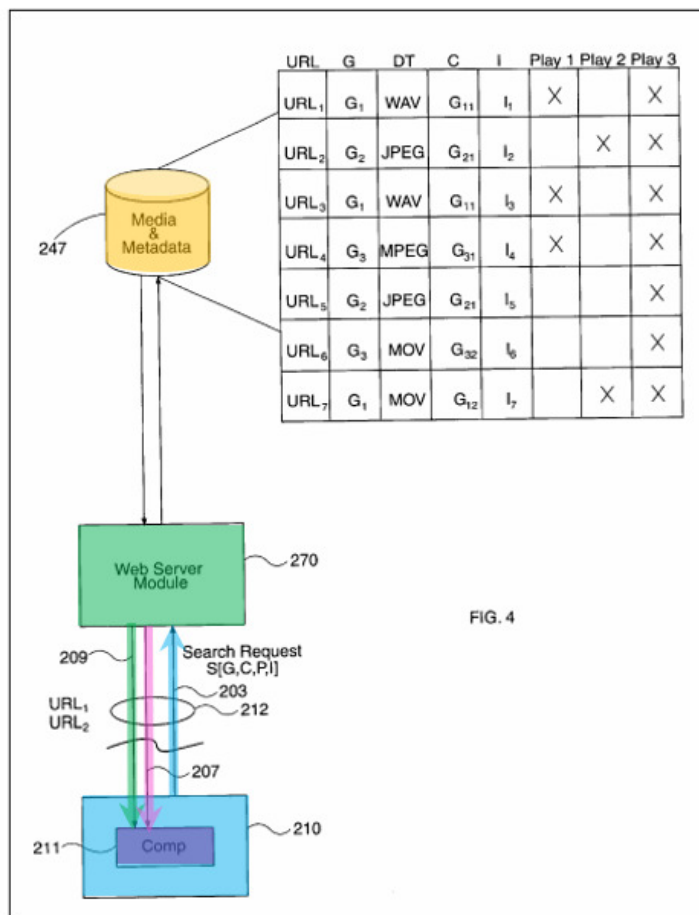 URL G DT C I Play 1 Play 2 Play 3
URL₁ G₁ WAV G₁₁ I₁ X X
URL₂ G₂ JPEG G₂₁ I₂ X X
URL₃ G₁ WAV G₁₁ I₃ X X
URL₄ G₃ MPEG G₃₁ I₄ X X
URL₅ G₂ JPEG G₂₁ I₅ X
URL₆ G₃ MOV G₃₂ I₆ X
URL₇ G₁ MOV G₁₂ I₇ X X
Media
&
Metadata
247
Web Server
Module
270
FIG. 4
209
Search Request
S[G,C,P,I]
203
URL₁
URL₂
212
207
210
211
Comp